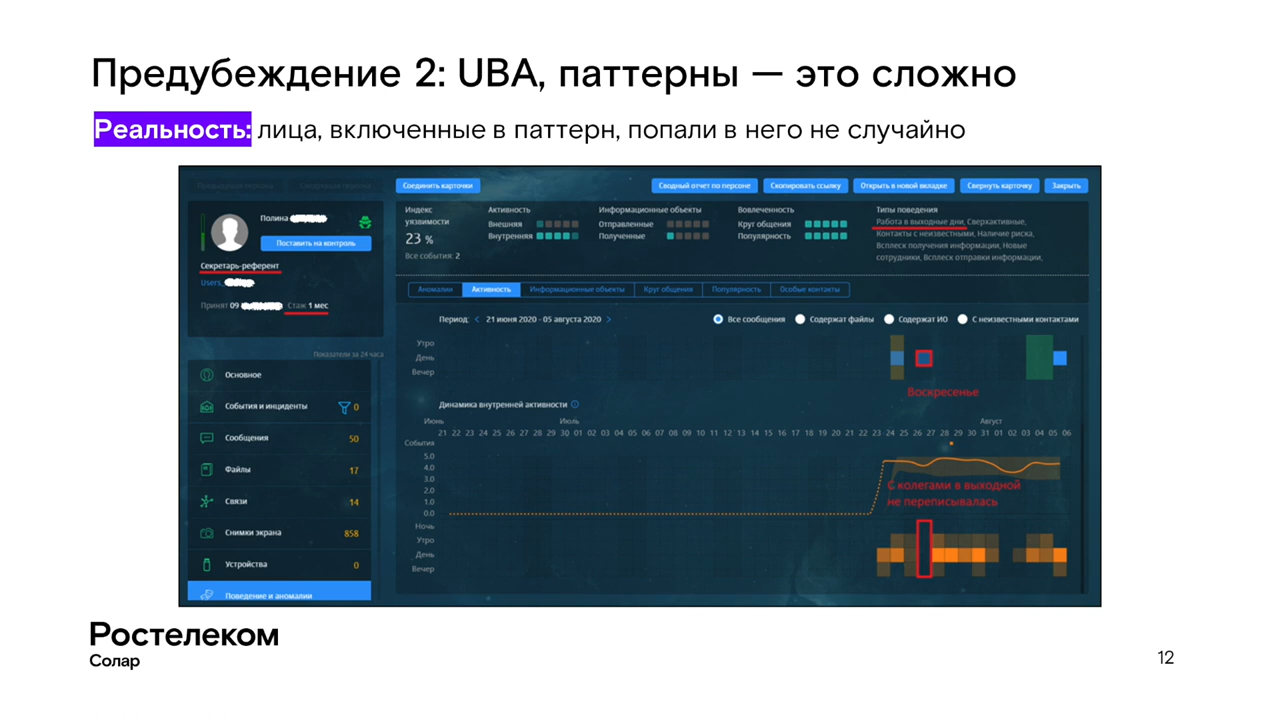 Предубеждение 2: UBA, паттерны — это сложно
Реальность: лица, включенные в паттерн, попали в него не случайно
Соединить карточки
Сводный отчет по персоне
Скопировать ссылку
Открыть в новой вкладке
Свернуть карточку
Закрыть
Полина
Поставить на контроль
Секретарь-референт
Users,
Принят 09
Стаж 1 мес
Показатели за 24 часа
Основное
События и инциденты 0
Сообщения 50
Файлы 17
Связи 14
Снимки экрана 858
Устройства 0
Поведение и аномалии
Индекс
уязвимости
23 %
Все события: 2
Активность
Внешняя
Внутренняя
Информационные объекты
Отправленные
Полученные
Вовлеченность
Круг общения
Популярность
Типы поведения
Работа в выходные дни, Сверхактивные,
Контакты с неизвестными, Наличие риска,
Всплеск получения информации, Новые
сотрудники, Всплеск отправки информации,
Аномалии
Активность
Информационные объекты
Круг общения
Популярность
Особые контакты
Период: < 21 июня 2020 - 05 августа 2020 >
Все сообщения
Содержат файлы
Содержат ИО
С неизвестными контактами
Утро
День
Вечер
Воскресенье
Динамика внутренней активности
Июнь Июль Август
21 22 23 24 25 26 27 28 29 30 01 02 03 04 05 06 07 08 09 10 11 12 13 14 15 16 17 18 19 20 21 22 23 24 25 26 27 28 29 30 31 01 02 03 04 05 06
События
5.0
4.0
3.0
2.0
1.0
0.0
С колегами в выходной
не переписывалась
Ночь
Утро
День
Вечер
Ростелеком
Солар
12